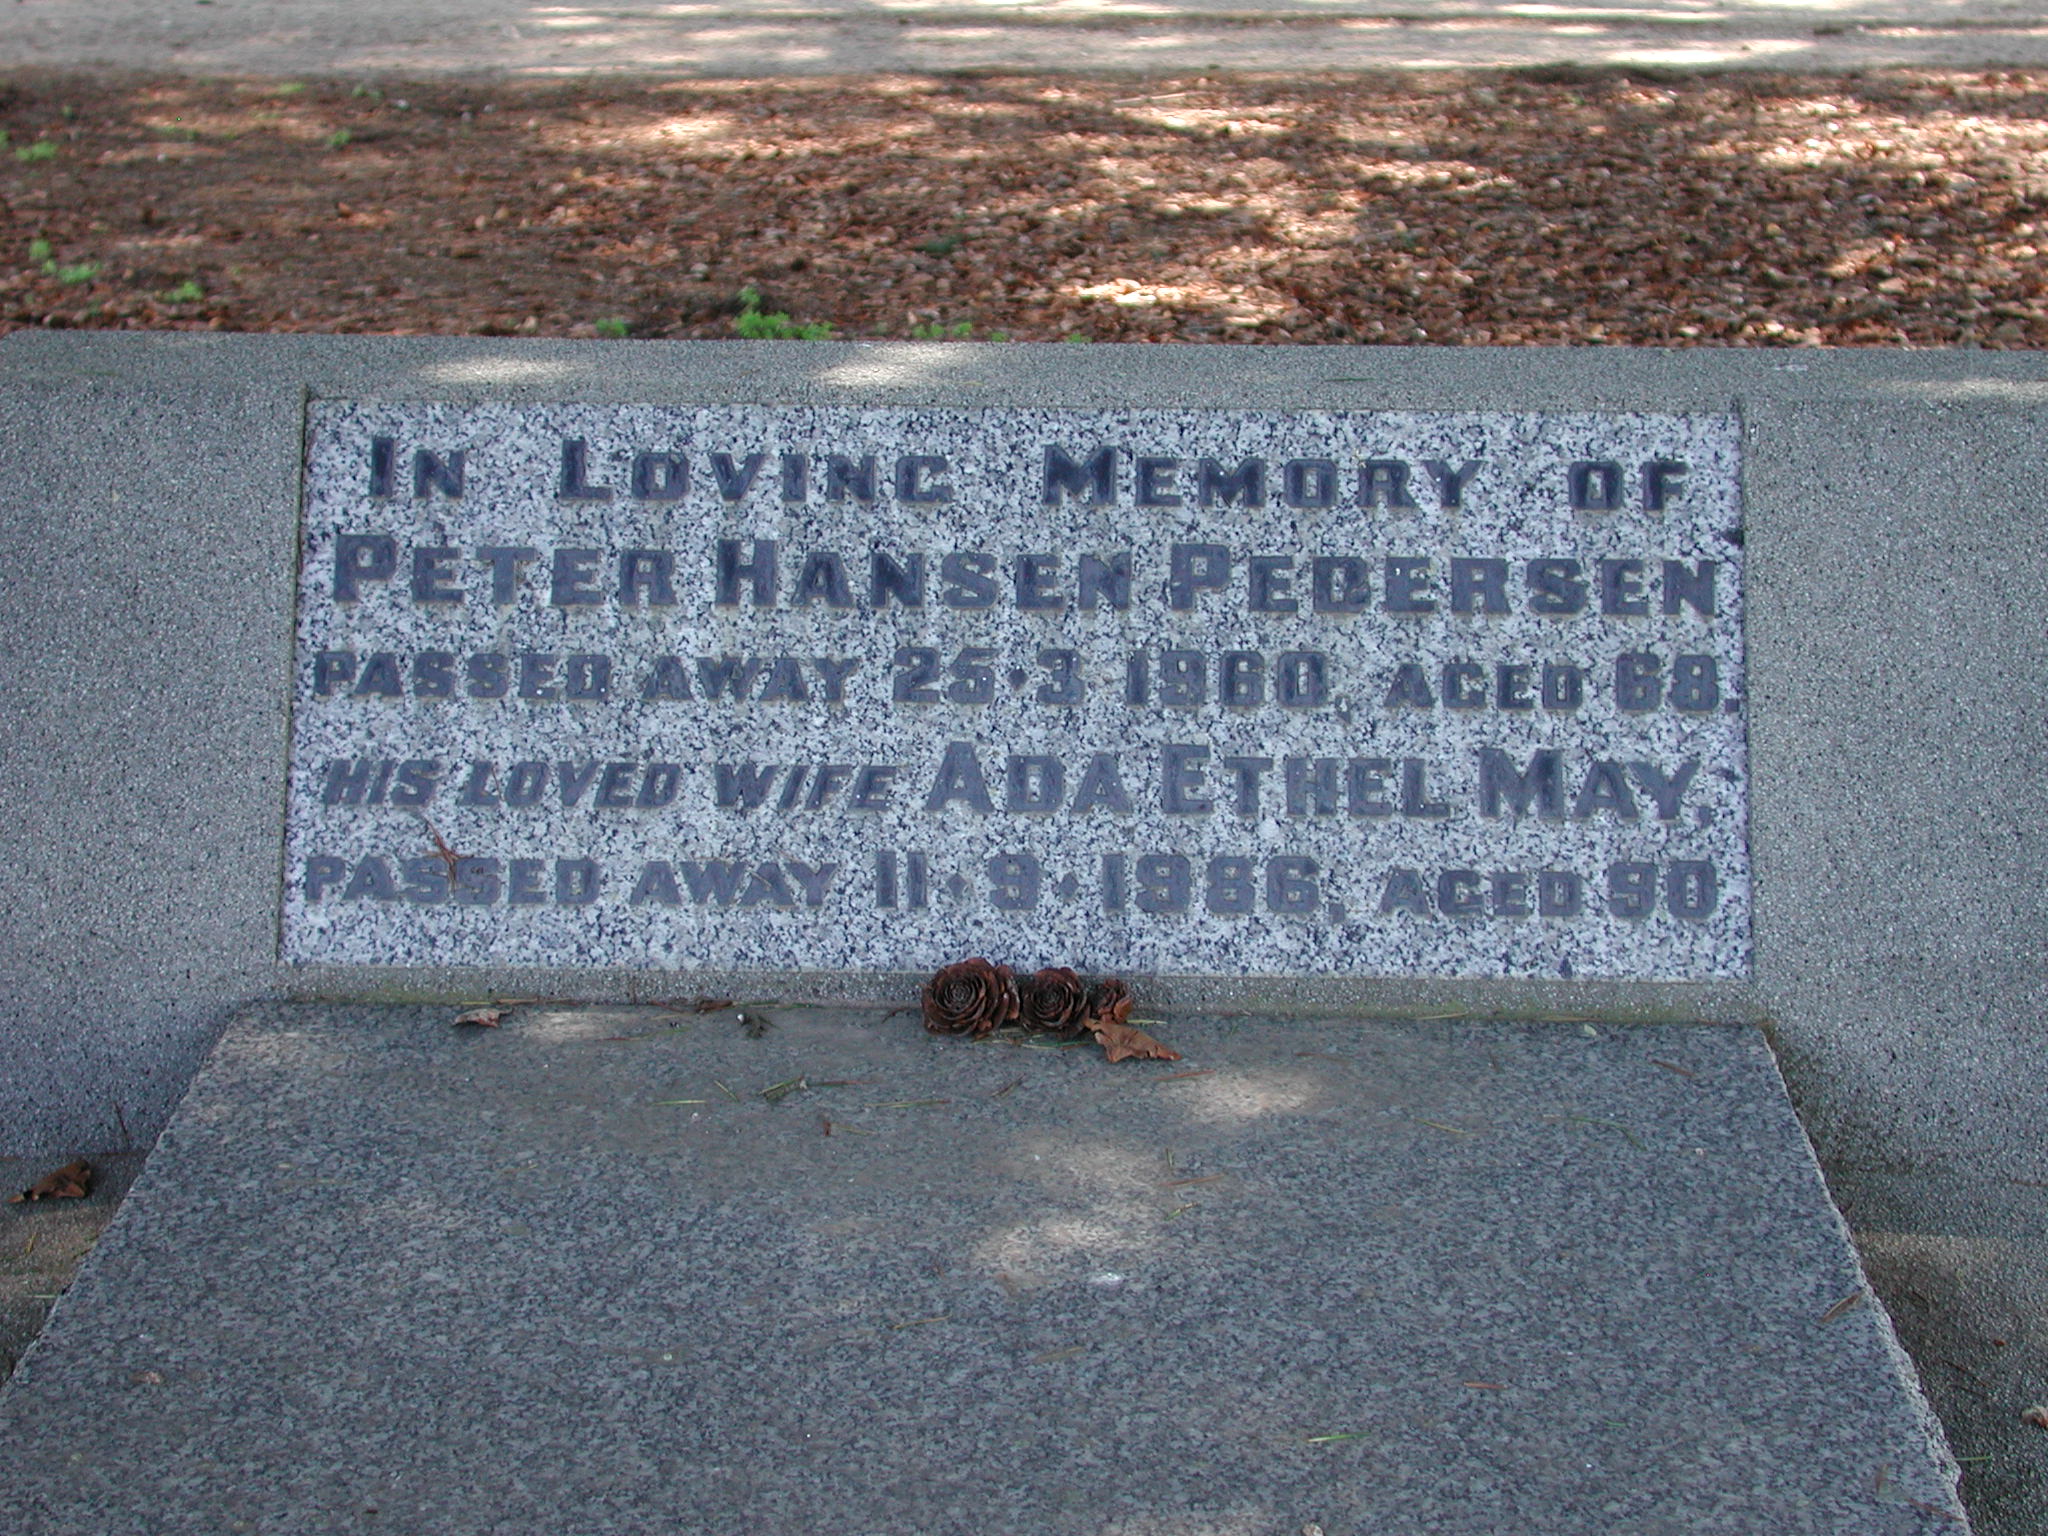 In Loving Memory of
Peter Hansen Pedersen
passed away 25·3·1960, aged 68.
his loved wife Ada Ethel May,
passed away 11·9·1986, aged 90